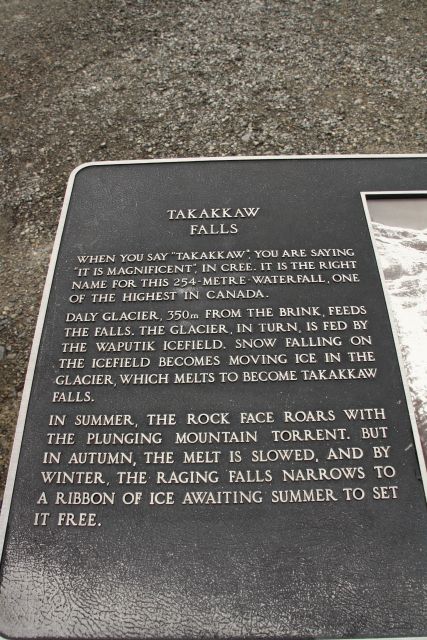 TAKAKKAW
FALLS
WHEN YOU SAY "TAKAKKAW", YOU ARE SAYING
"IT IS MAGNIFICENT", IN CREE. IT IS THE RIGHT
NAME FOR THIS 254-METRE-WATERFALL, ONE
OF THE HIGHEST IN CANADA.
DALY GLACIER, 350m FROM THE BRINK, FEEDS
THE FALLS. THE GLACIER, IN TURN, IS FED BY
THE WAPUTIK ICEFIELD. SNOW FALLING ON
THE ICEFIELD BECOMES MOVING ICE IN THE
GLACIER, WHICH MELTS TO BECOME TAKAKKAW
FALLS.
IN SUMMER, THE ROCK FACE ROARS WITH
THE PLUNGING MOUNTAIN TORRENT. BUT
IN AUTUMN, THE MELT IS SLOWED, AND BY
WINTER, THE RAGING FALLS NARROWS TO
A RIBBON OF ICE AWAITING SUMMER TO SET
IT FREE.